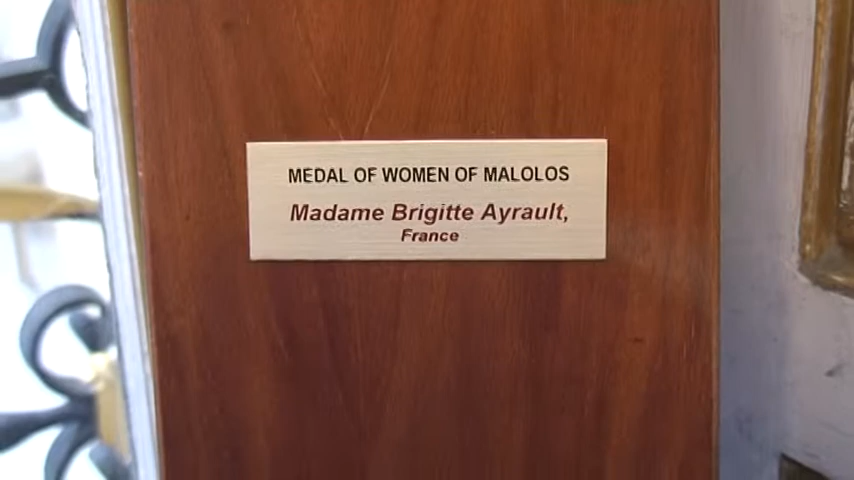 MEDAL OF WOMEN OF MALOLOS
Madame Brigitte Ayrault,
France